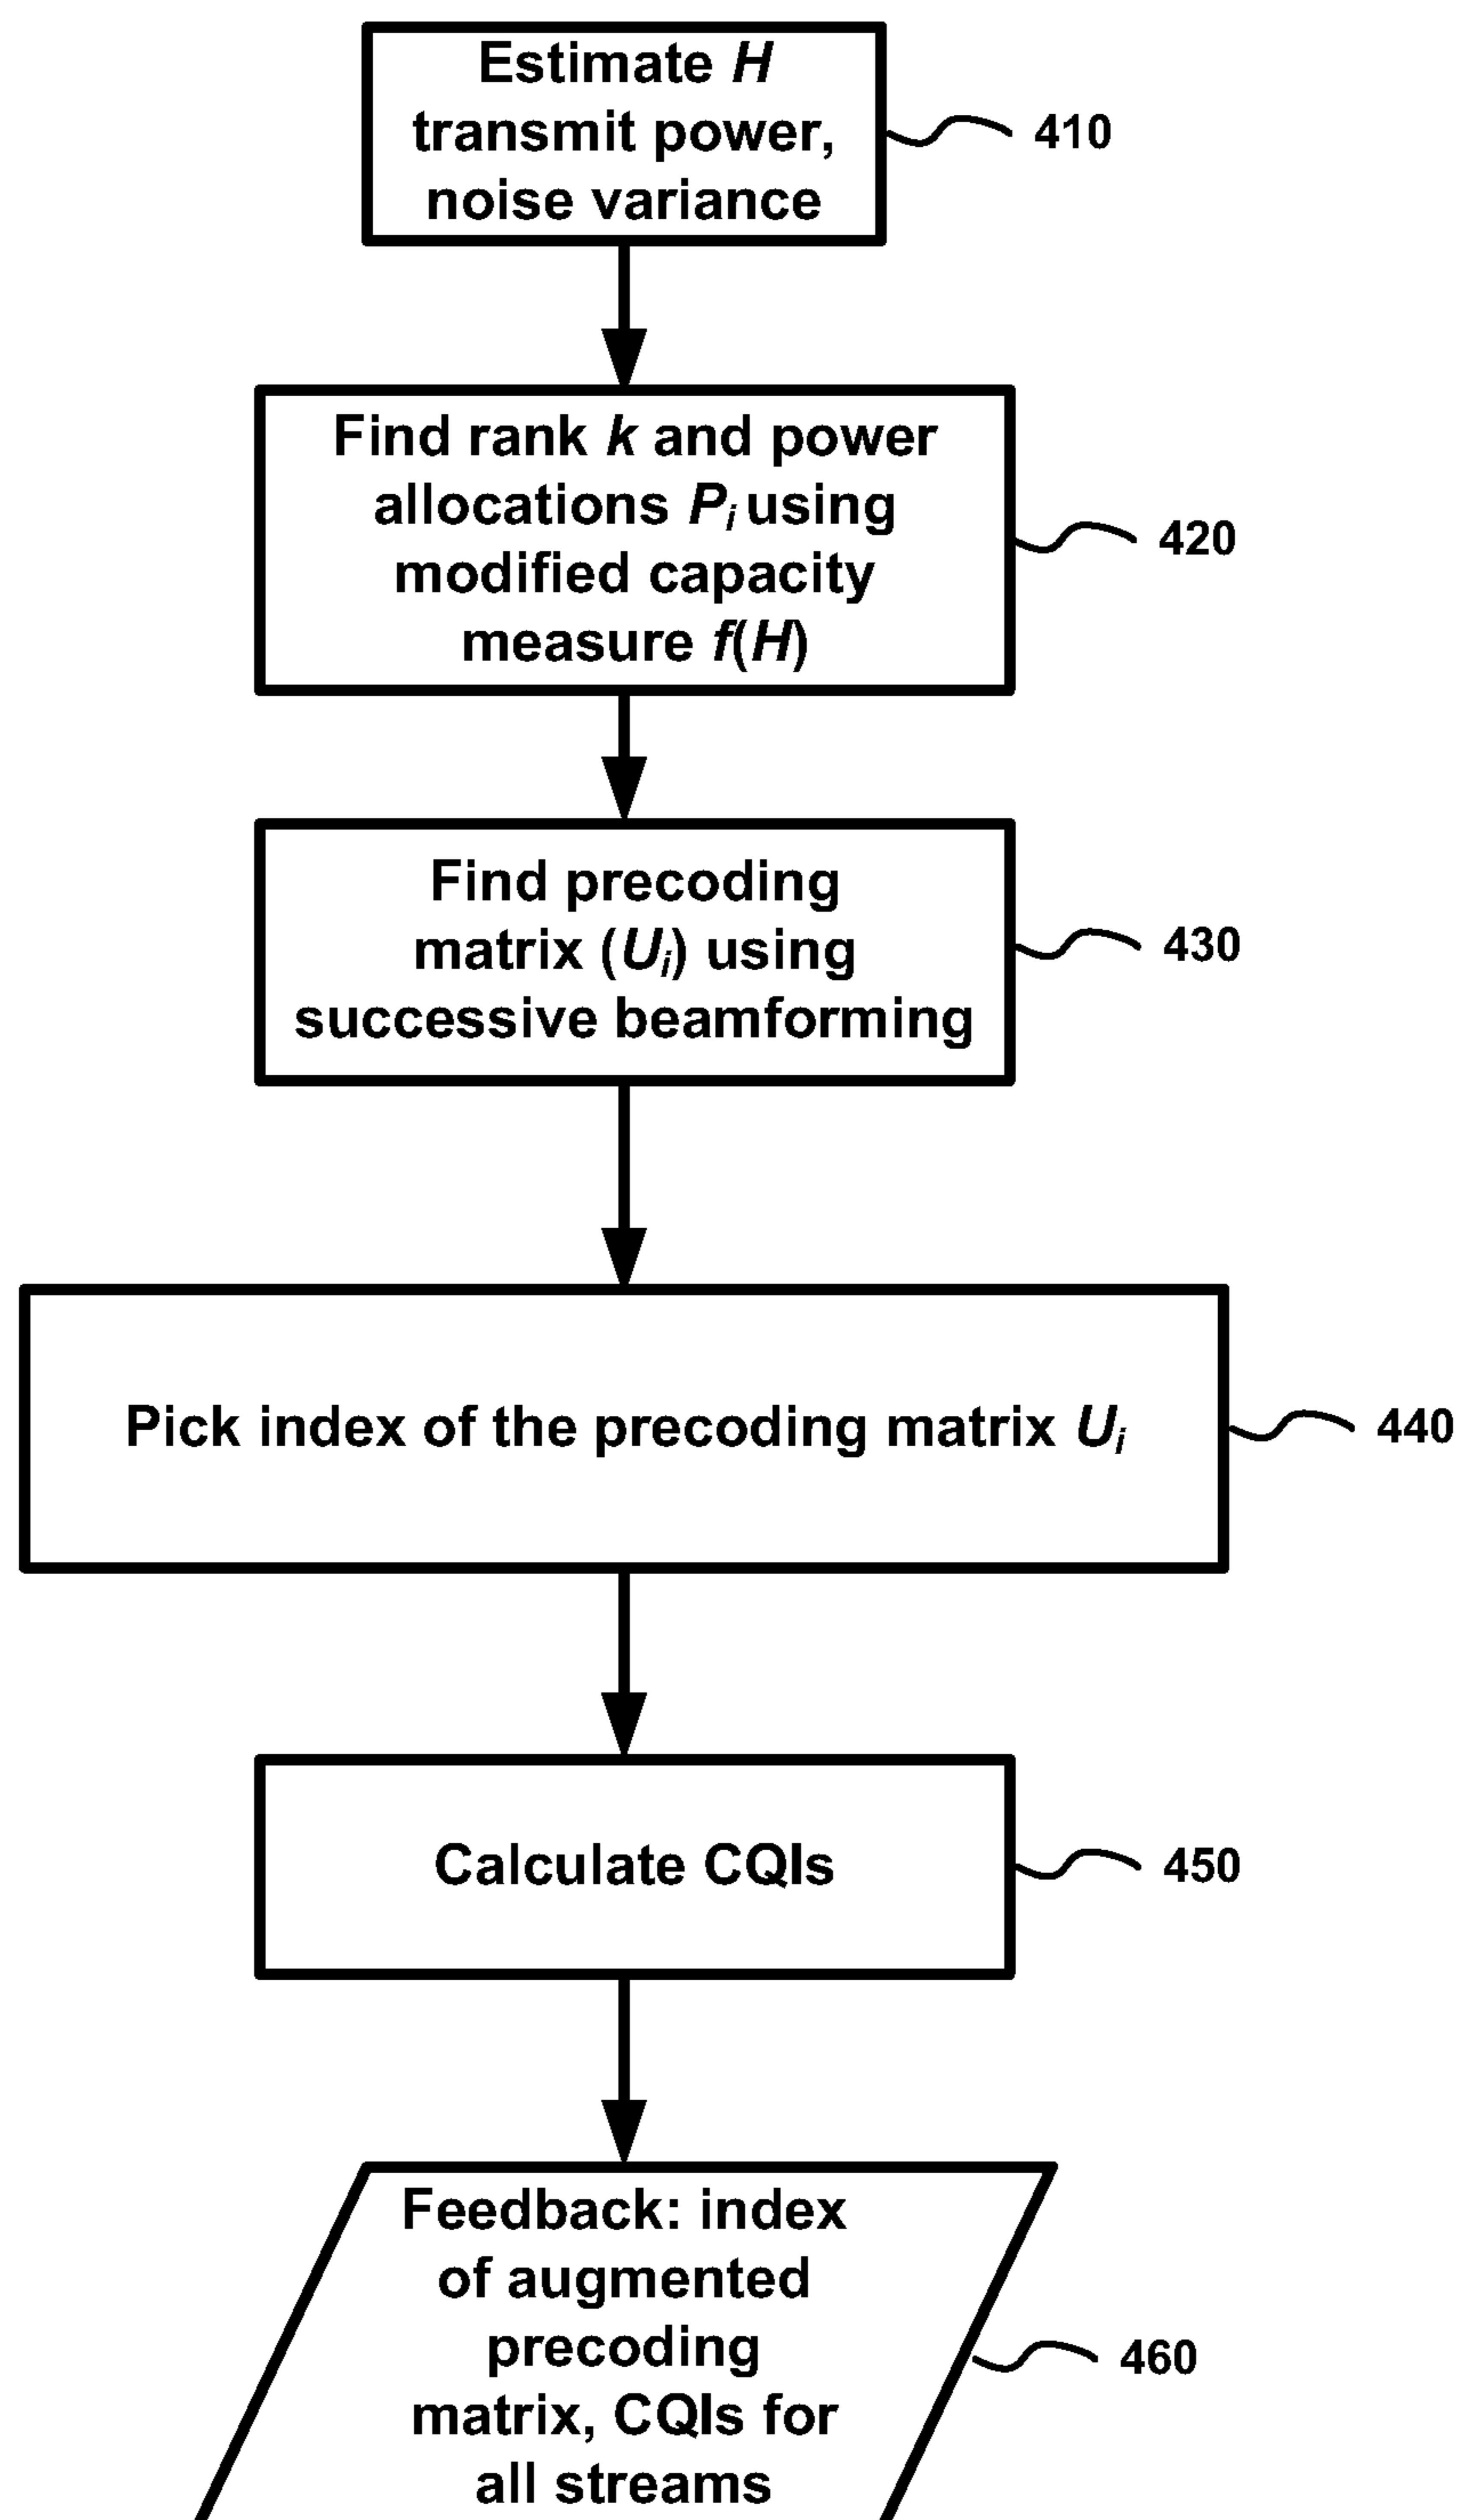 Estimate H
transmit power,
noise variance
410
Find rank k and power
allocations Pi using
modified capacity
measure f(H)
420
Find precoding
matrix (Ui) using
successive beamforming
430
Pick index of the precoding matrix Ui
440
Calculate CQIs
450
Feedback: index
of augmented
precoding
matrix, CQIs for
all streams
460